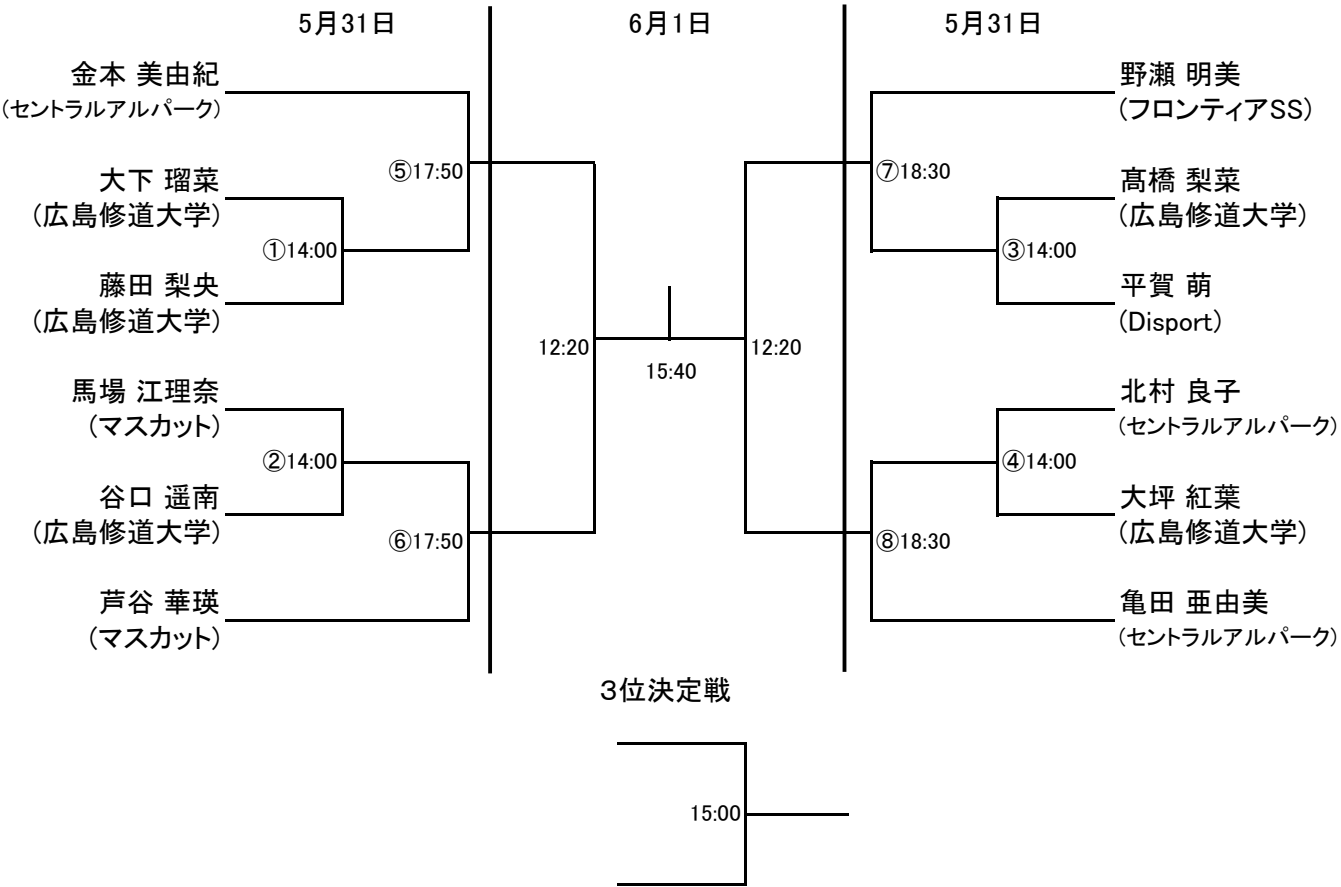 5月31日
6月1日
5月31日
金本 美由紀
(セントラルアルパーク)
⑤17:50
大下 瑠菜
(広島修道大学)
①14:00
藤田 梨央
(広島修道大学)
馬場 江理奈
(マスカット)
②14:00
谷口 遥南
(広島修道大学)
⑥17:50
芦谷 華瑛
(マスカット)
12:20
15:40
12:20
野瀬 明美
(フロンティアSS)
⑦18:30
髙橋 梨菜
(広島修道大学)
③14:00
平賀 萌
(Disport)
北村 良子
(セントラルアルパーク)
④14:00
大坪 紅葉
(広島修道大学)
⑧18:30
亀田 亜由美
(セントラルアルパーク)
３位決定戦
15:00